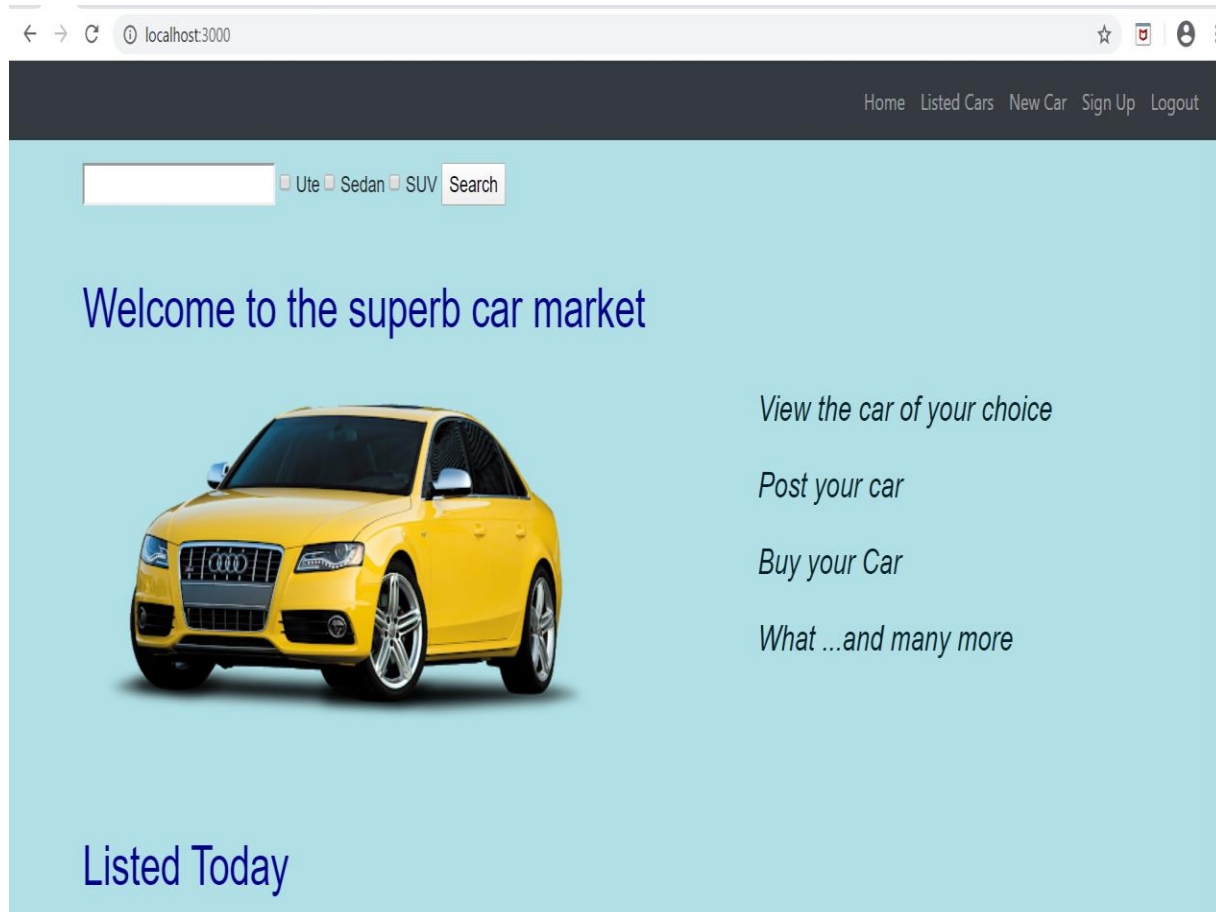 localhost:3000
Home Listed Cars New Car Sign Up Logout
Ute Sedan SUV Search
Welcome to the superb car market
View the car of your choice
Post your car
Buy your Car
What ...and many more
Listed Today